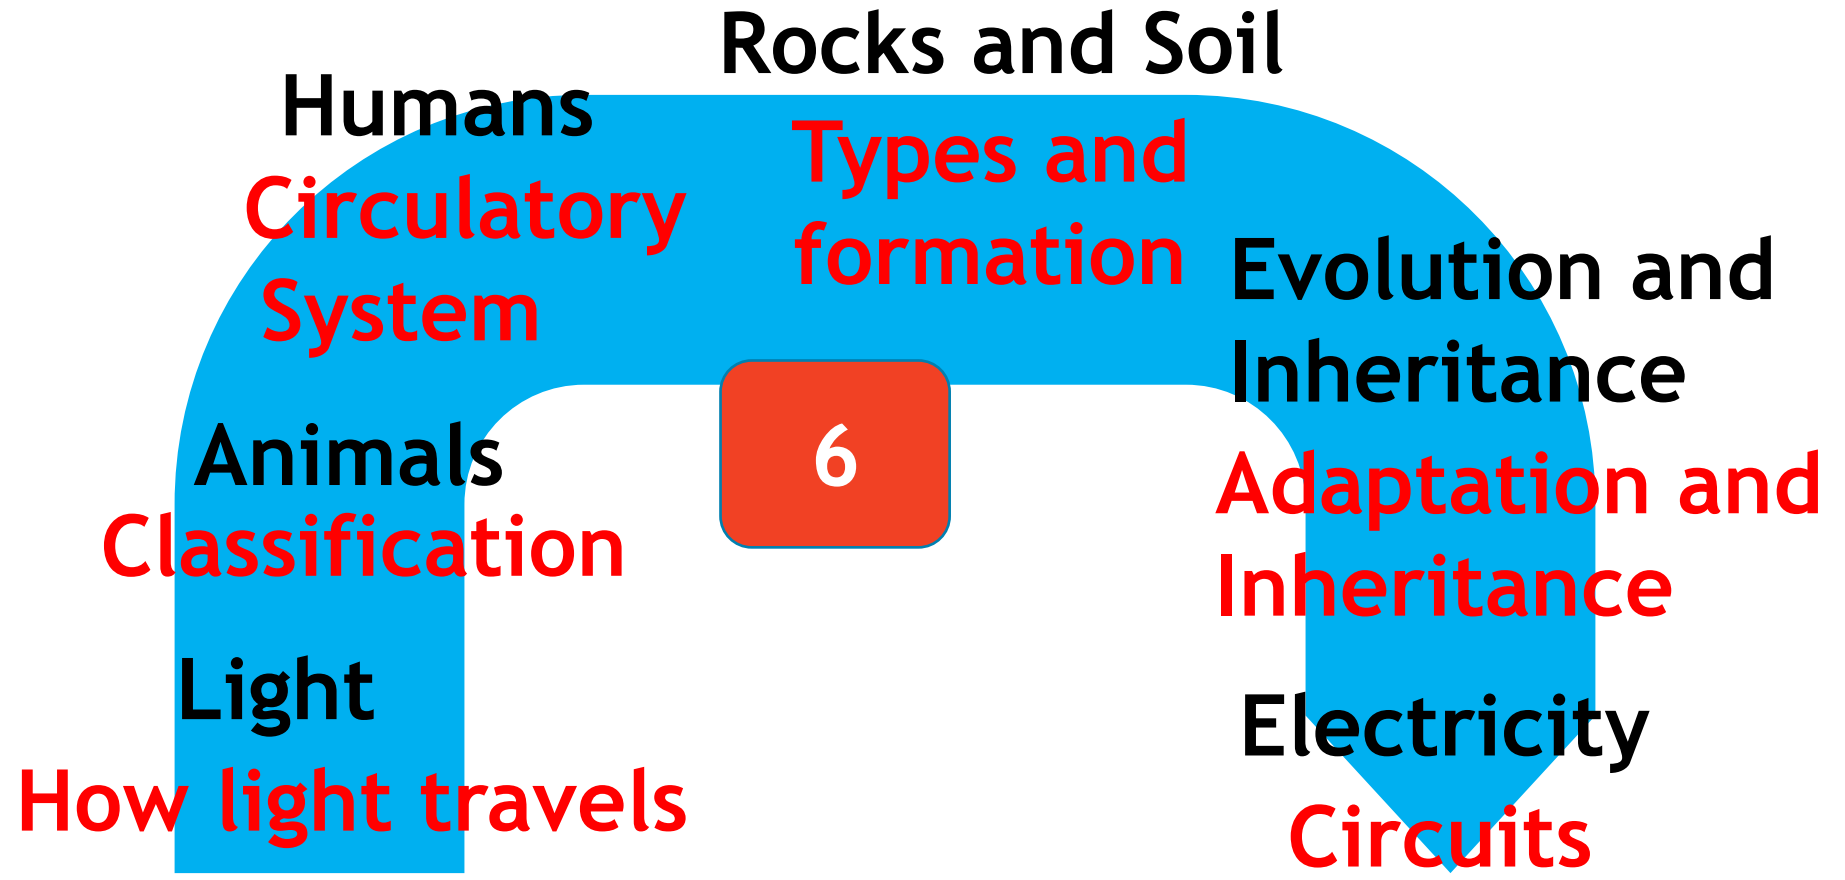 Rocks and Soil
Humans
Types and
formation
Circulatory
System
Evolution and
Inheritance
Animals
Classification
6
Adaptation and
Inheritance
Light
How light travels
Electricity
Circuits